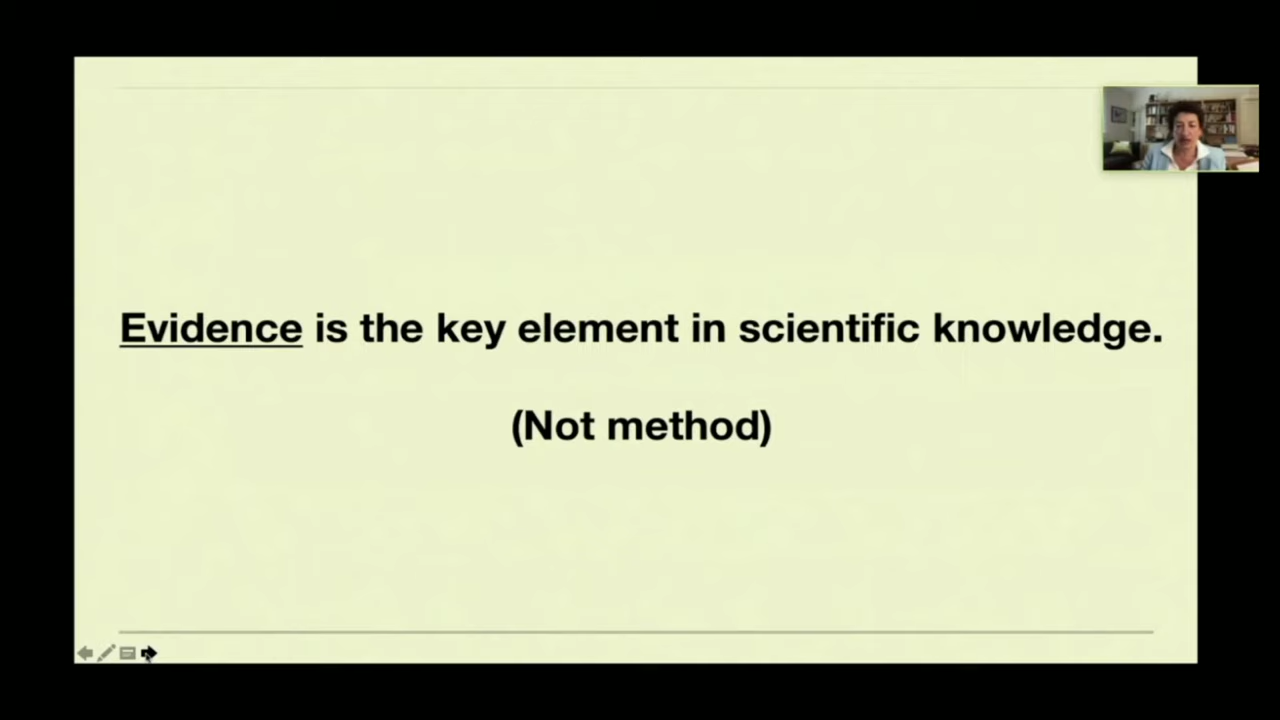 Evidence is the key element in scientific knowledge.
(Not method)